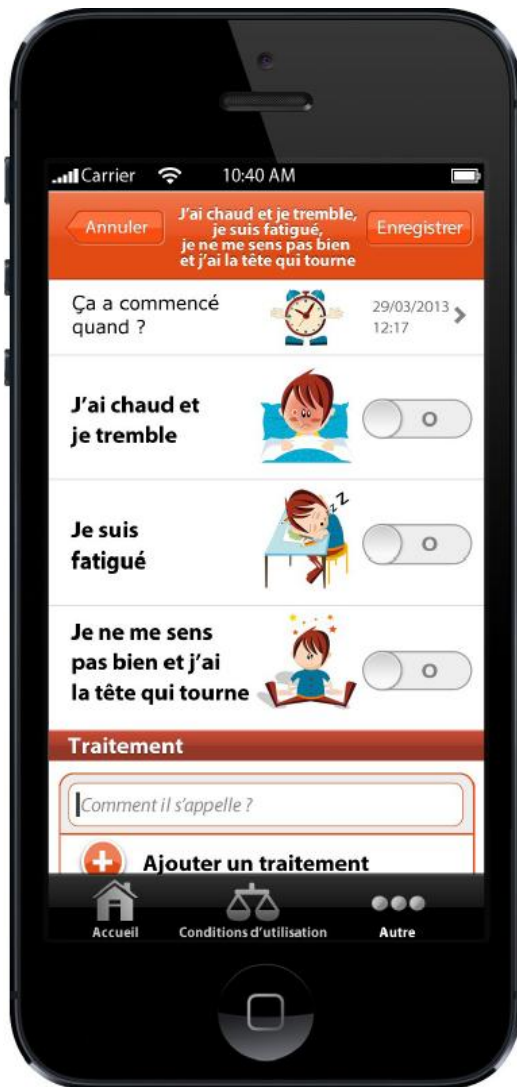 Carrier 10:40 AM
Annuler
J'ai chaud et je tremble,
je suis fatigué,
je ne me sens pas bien
et j'ai la tête qui tourne
Enregistrer
Ça a commencé
quand ?
29/03/2013
12:17
J'ai chaud et
je tremble
O
Je suis
fatigué
zZ
O
Je ne me sens
pas bien et j'ai
la tête qui tourne
O
Traitement
Comment il s'appelle ?
Ajouter un traitement
Accueil
Conditions d'utilisation
Autre